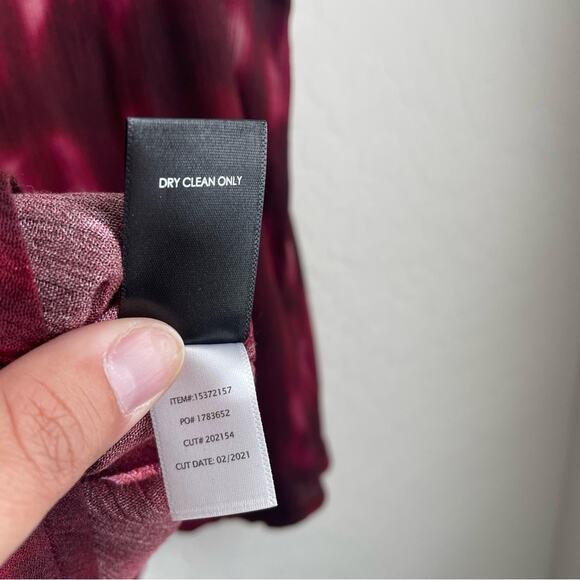 DRY CLEAN ONLY
ITEM#:15372157
PO# 1783652
CUT# 202154
CUT DATE: 02/2021